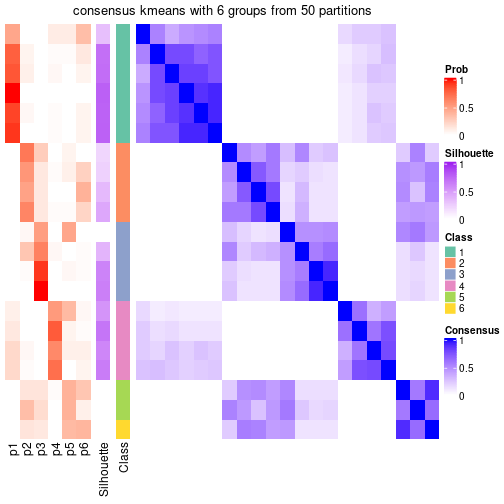 consensus kmeans with 6 groups from 50 partitions
Prob
1
0.5
0
Silhouette
1
0.5
0
Class
1
2
3
4
5
6
Consensus
1
0.5
0
p1 p2 p3 p4 p5 p6 Silhouette Class